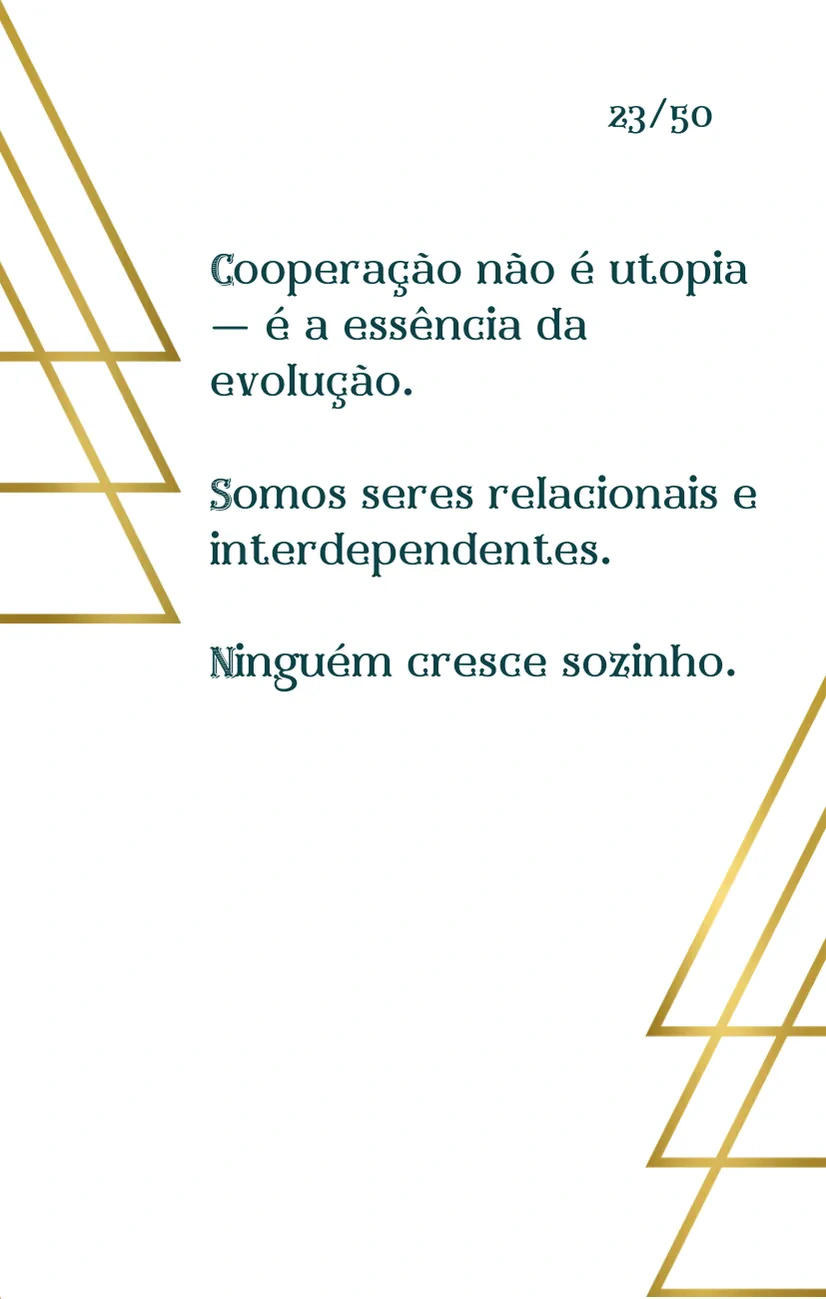 23/50
Cooperação não é utopia
— é a essência da
evolução.
Somos seres relacionais e
interdependentes.
Ninguém cresce sozinho.